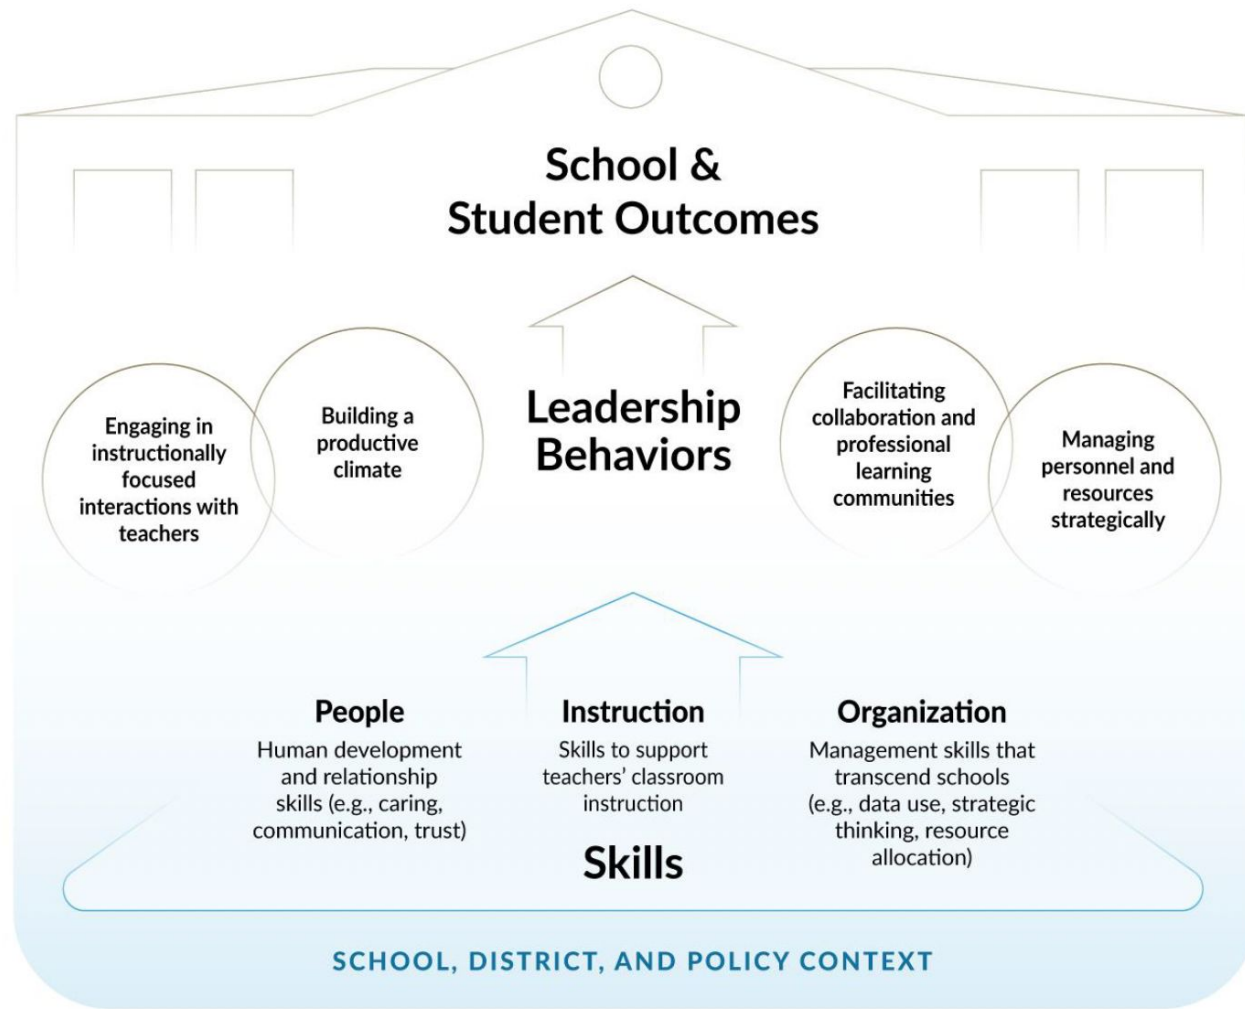 School &
Student Outcomes
Engaging in
instructionally
focused
interactions with
teachers
Building a
productive
climate
Leadership
Behaviors
Facilitating
collaboration and
professional
learning
communities
Managing
personnel and
resources
strategically
People
Human development
and relationship
skills (e.g., caring,
communication, trust)
Instruction
Skills to support
teachers’ classroom
instruction
Organization
Management skills that
transcend schools
(e.g., data use, strategic
thinking, resource
allocation)
Skills
SCHOOL, DISTRICT, AND POLICY CONTEXT